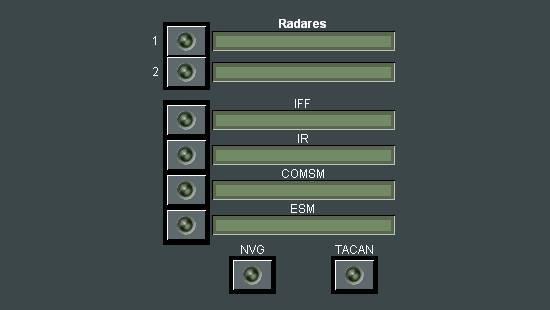 Radares
1
2
IFF
IR
COMSM
ESM
NVG TACAN